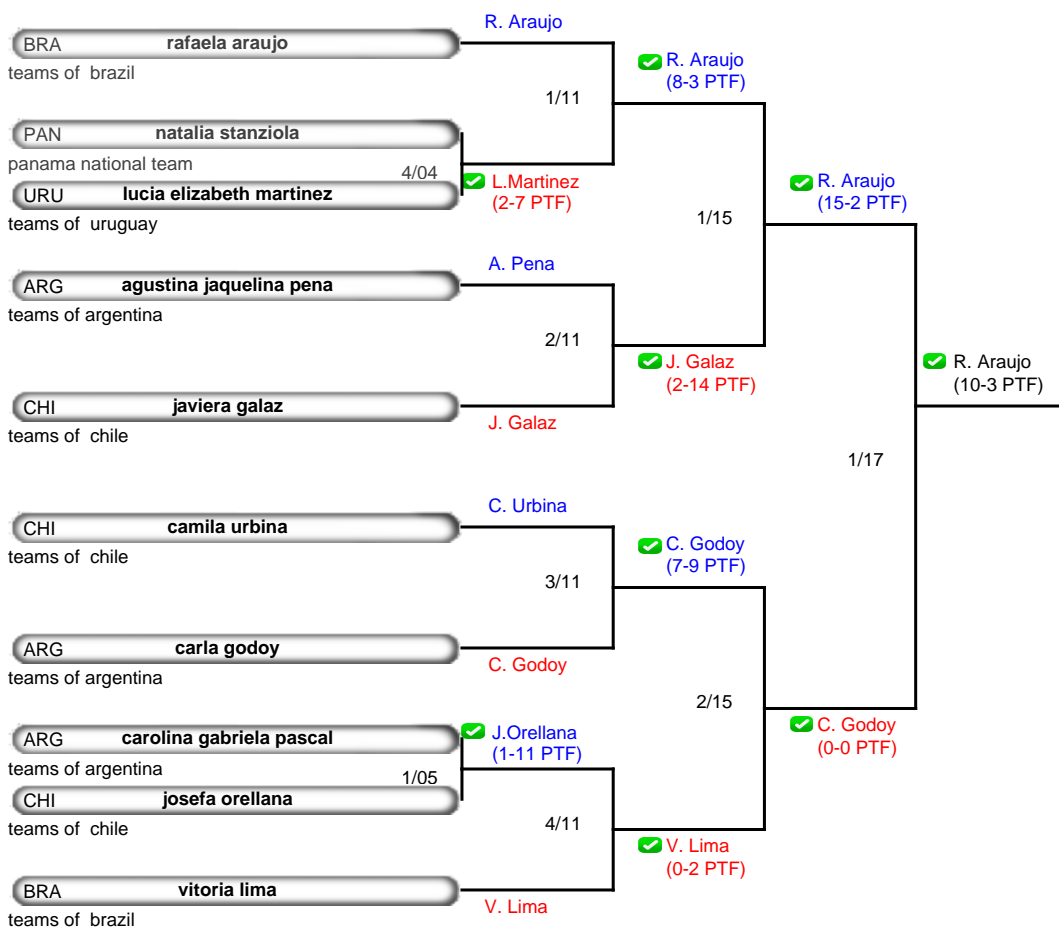 R. Araujo
BRA rafaela araujo
teams of brazil
R. Araujo
(8-3 PTF)
1/11
PAN natalia stanziola
panama national team
4/04
L.Martinez
(2-7 PTF)
URU lucia elizabeth martinez
teams of uruguay
R. Araujo
(15-2 PTF)
1/15
A. Pena
ARG agustina jaquelina pena
teams of argentina
2/11
J. Galaz
(2-14 PTF)
R. Araujo
(10-3 PTF)
CHI javiera galaz
teams of chile
J. Galaz
1/17
C. Urbina
CHI camila urbina
teams of chile
C. Godoy
(7-9 PTF)
3/11
ARG carla godoy
teams of argentina
C. Godoy
2/15
C. Godoy
(0-0 PTF)
ARG carolina gabriela pascal
teams of argentina
J.Orellana
(1-11 PTF)
1/05
CHI josefa orellana
teams of chile
4/11
V. Lima
(0-2 PTF)
BRA vitoria lima
teams of brazil
V. Lima